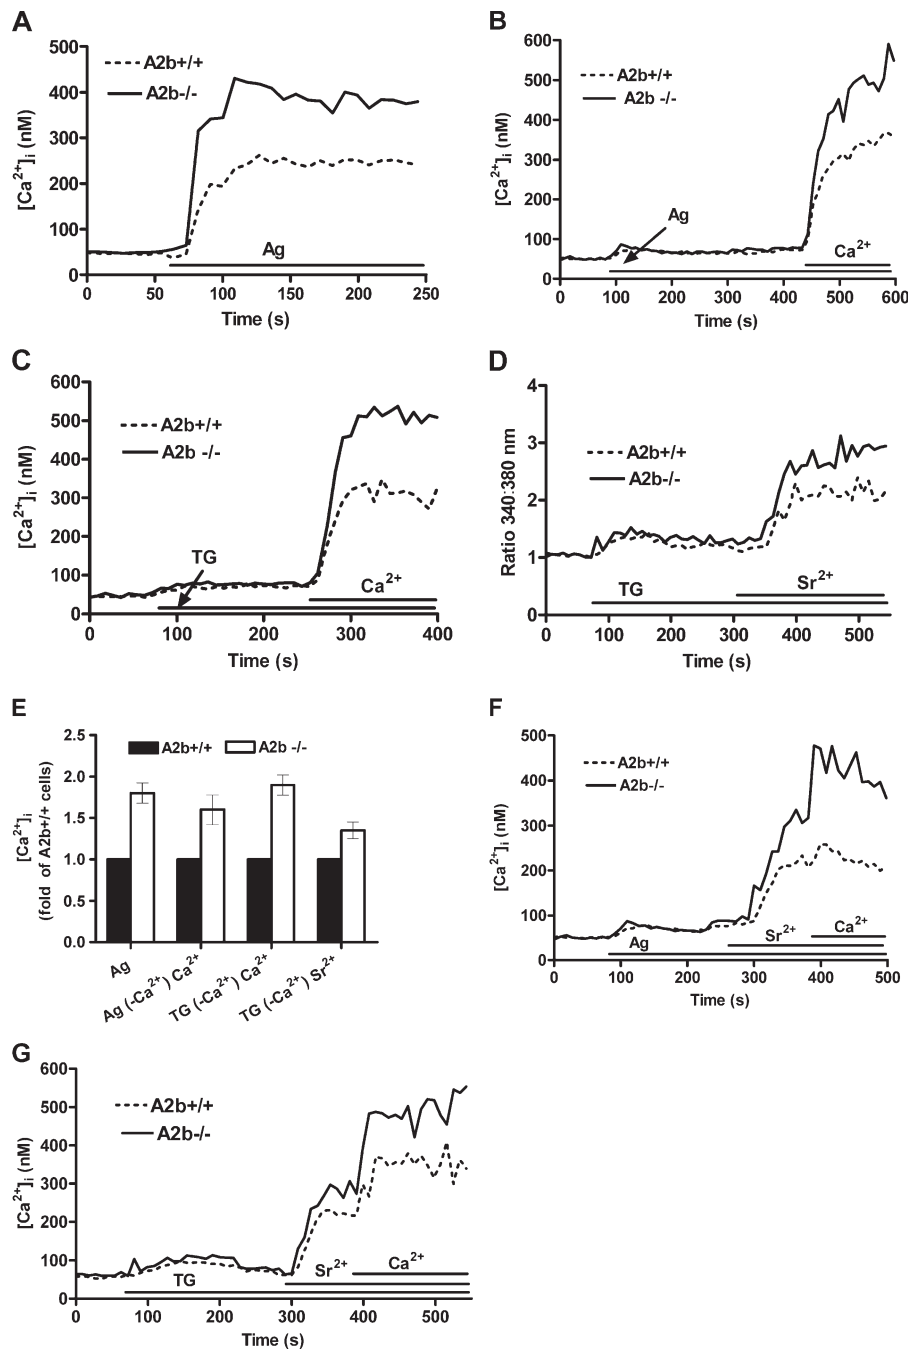 A
500
400
300
200
100
0
[Ca²⁺]i (nM)
A2b+/+
A2b-/-
Ag
0 50 100 150 200 250
Time (s)
B
600
500
400
300
200
100
0
[Ca²⁺]i (nM)
A2b+/+
A2b -/-
Ag
Ca²⁺
0 100 200 300 400 500 600
Time (s)
C
600
500
400
300
200
100
0
[Ca²⁺]i (nM)
A2b+/+
A2b -/-
TG
Ca²⁺
0 100 200 300 400
Time (s)
D
4
3
2
1
0
Ratio 340:380 nm
A2b+/+
A2b-/-
TG
Sr²⁺
0 100 200 300 400 500
Time (s)
E
2.5
2.0
1.5
1.0
0.5
0.0
[Ca²⁺]i
(fold of A2b+/+ cells)
A2b+/+ A2b -/-
Ag
Ag (-Ca²⁺) Ca²⁺
TG (-Ca²⁺) Ca²⁺
TG (-Ca²⁺) Sr²⁺
F
500
400
300
200
100
0
[Ca²⁺]i (nM)
A2b+/+
A2b-/-
Ag
Sr²⁺
Ca²⁺
0 100 200 300 400 500
Time (s)
G
600
500
400
300
200
100
0
[Ca²⁺]i (nM)
A2b+/+
A2b-/-
TG
Sr²⁺
Ca²⁺
0 100 200 300 400 500
Time (s)